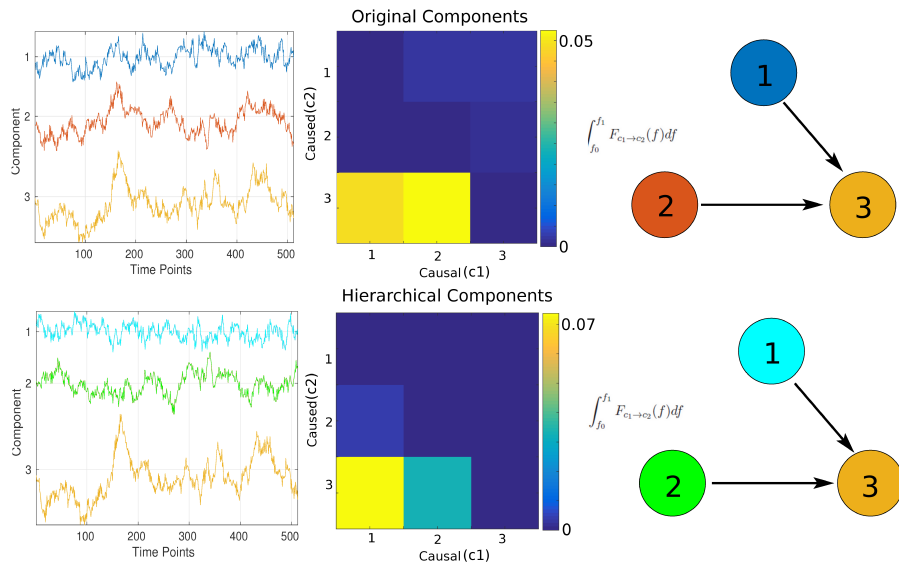 Original Components
Component
1
2
3
100 200 300 400 500
Time Points
Caused(c2)
1
2
3
1 2 3
Causal(c1)
0.05
0
∫_{f_0}^{f_1} F_{c_1→c_2}(f)df
1
2
3
Hierarchical Components
Component
1
2
3
100 200 300 400 500
Time Points
Caused(c2)
1
2
3
1 2 3
Causal(c1)
0.07
0
∫_{f_0}^{f_1} F_{c_1→c_2}(f)df
1
2
3